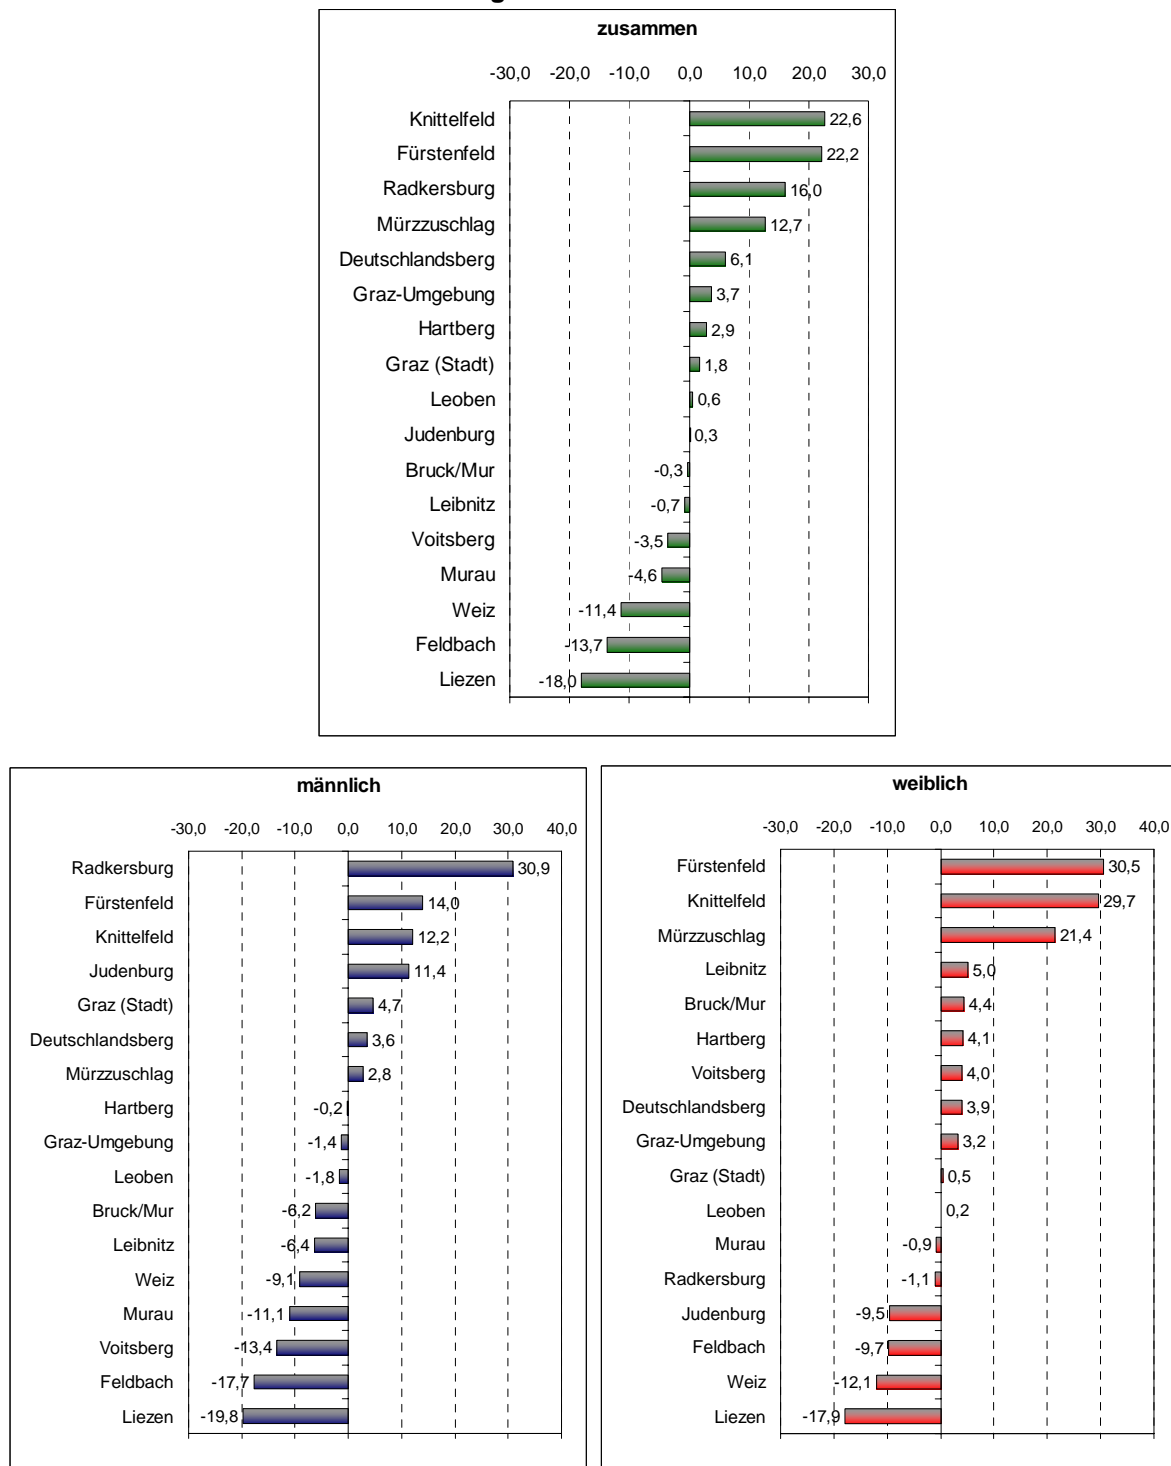 zusammen
-30,0 -20,0 -10,0 0,0 10,0 20,0 30,0
Knittelfeld 22,6
Fürstenfeld 22,2
Radkersburg 16,0
Mürzzuschlag 12,7
Deutschlandsberg 6,1
Graz-Umgebung 3,7
Hartberg 2,9
Graz (Stadt) 1,8
Leoben 0,6
Judenburg 0,3
Bruck/Mur -0,3
Leibnitz -0,7
Voitsberg -3,5
Murau -4,6
Weiz -11,4
Feldbach -13,7
Liezen -18,0
männlich
-30,0 -20,0 -10,0 0,0 10,0 20,0 30,0 40,0
Radkersburg 30,9
Fürstenfeld 14,0
Knittelfeld 12,2
Judenburg 11,4
Graz (Stadt) 4,7
Deutschlandsberg 3,6
Mürzzuschlag 2,8
Hartberg -0,2
Graz-Umgebung -1,4
Leoben -1,8
Bruck/Mur -6,2
Leibnitz -6,4
Weiz -9,1
Murau -11,1
Voitsberg -13,4
Feldbach -17,7
Liezen -19,8
weiblich
-30,0 -20,0 -10,0 0,0 10,0 20,0 30,0 40,0
Fürstenfeld 30,5
Knittelfeld 29,7
Mürzzuschlag 21,4
Leibnitz 5,0
Bruck/Mur 4,4
Hartberg 4,1
Voitsberg 4,0
Deutschlandsberg 3,9
Graz-Umgebung 3,2
Graz (Stadt) 0,5
Leoben 0,2
Murau -0,9
Radkersburg -1,1
Judenburg -9,5
Feldbach -9,7
Weiz -12,1
Liezen -17,9